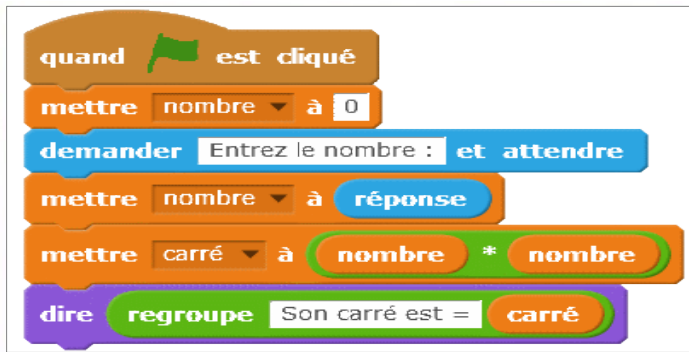 quand est cliqué
mettre nombre à 0
demander Entrez le nombre : et attendre
mettre nombre à réponse
mettre carré à nombre * nombre
dire regroupe Son carré est = carré